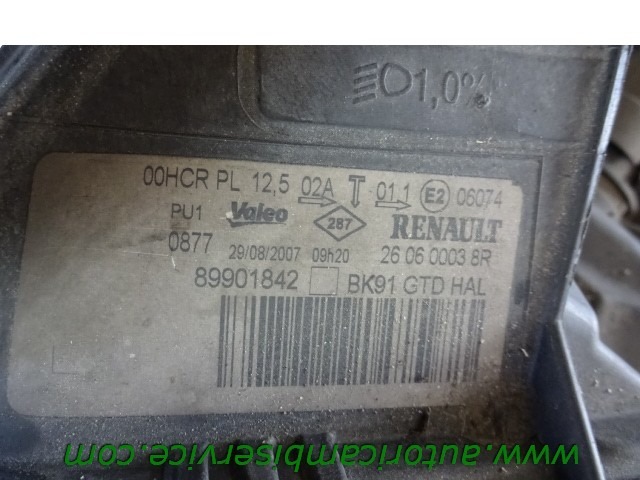 1,0%
00HCR PL 12,5 02A T 01,1 E2 06074
PU1 Valeo 287 RENAULT
0877 29/08/2007 09h20 26 06 0003 8R
89901842 BK91 GTD HAL
www.autoricambiservice.com